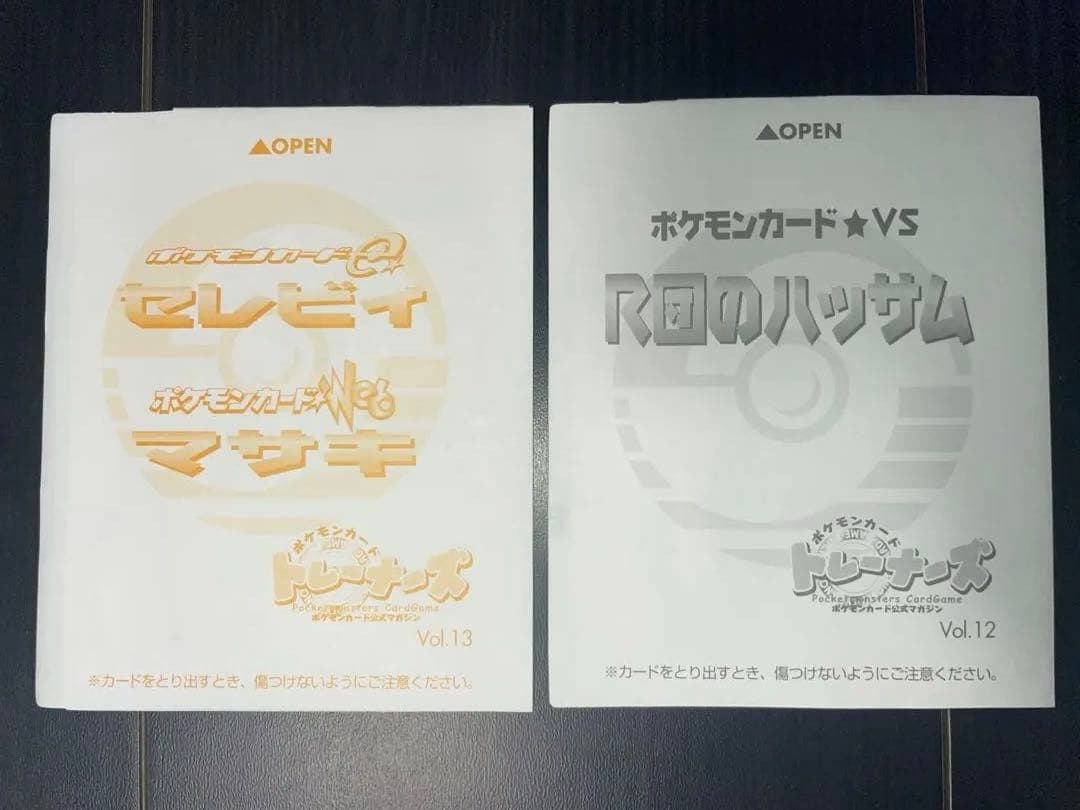 ▲OPEN
ポケモンカードe
セレビィ
ポケモンカード★Web
マサキ
ポケモンカード
トレーナーズ
Pocketmonsters CardGame
ポケモンカード公式マガジン
Vol.13
※カードをとり出すとき、傷つけないようにご注意ください。
▲OPEN
ポケモンカード★VS
R団のハッサム
ポケモンカード
トレーナーズ
Pocketmonsters CardGame
ポケモンカード公式マガジン
Vol.12
※カードをとり出すとき、傷つけないようにご注意ください。